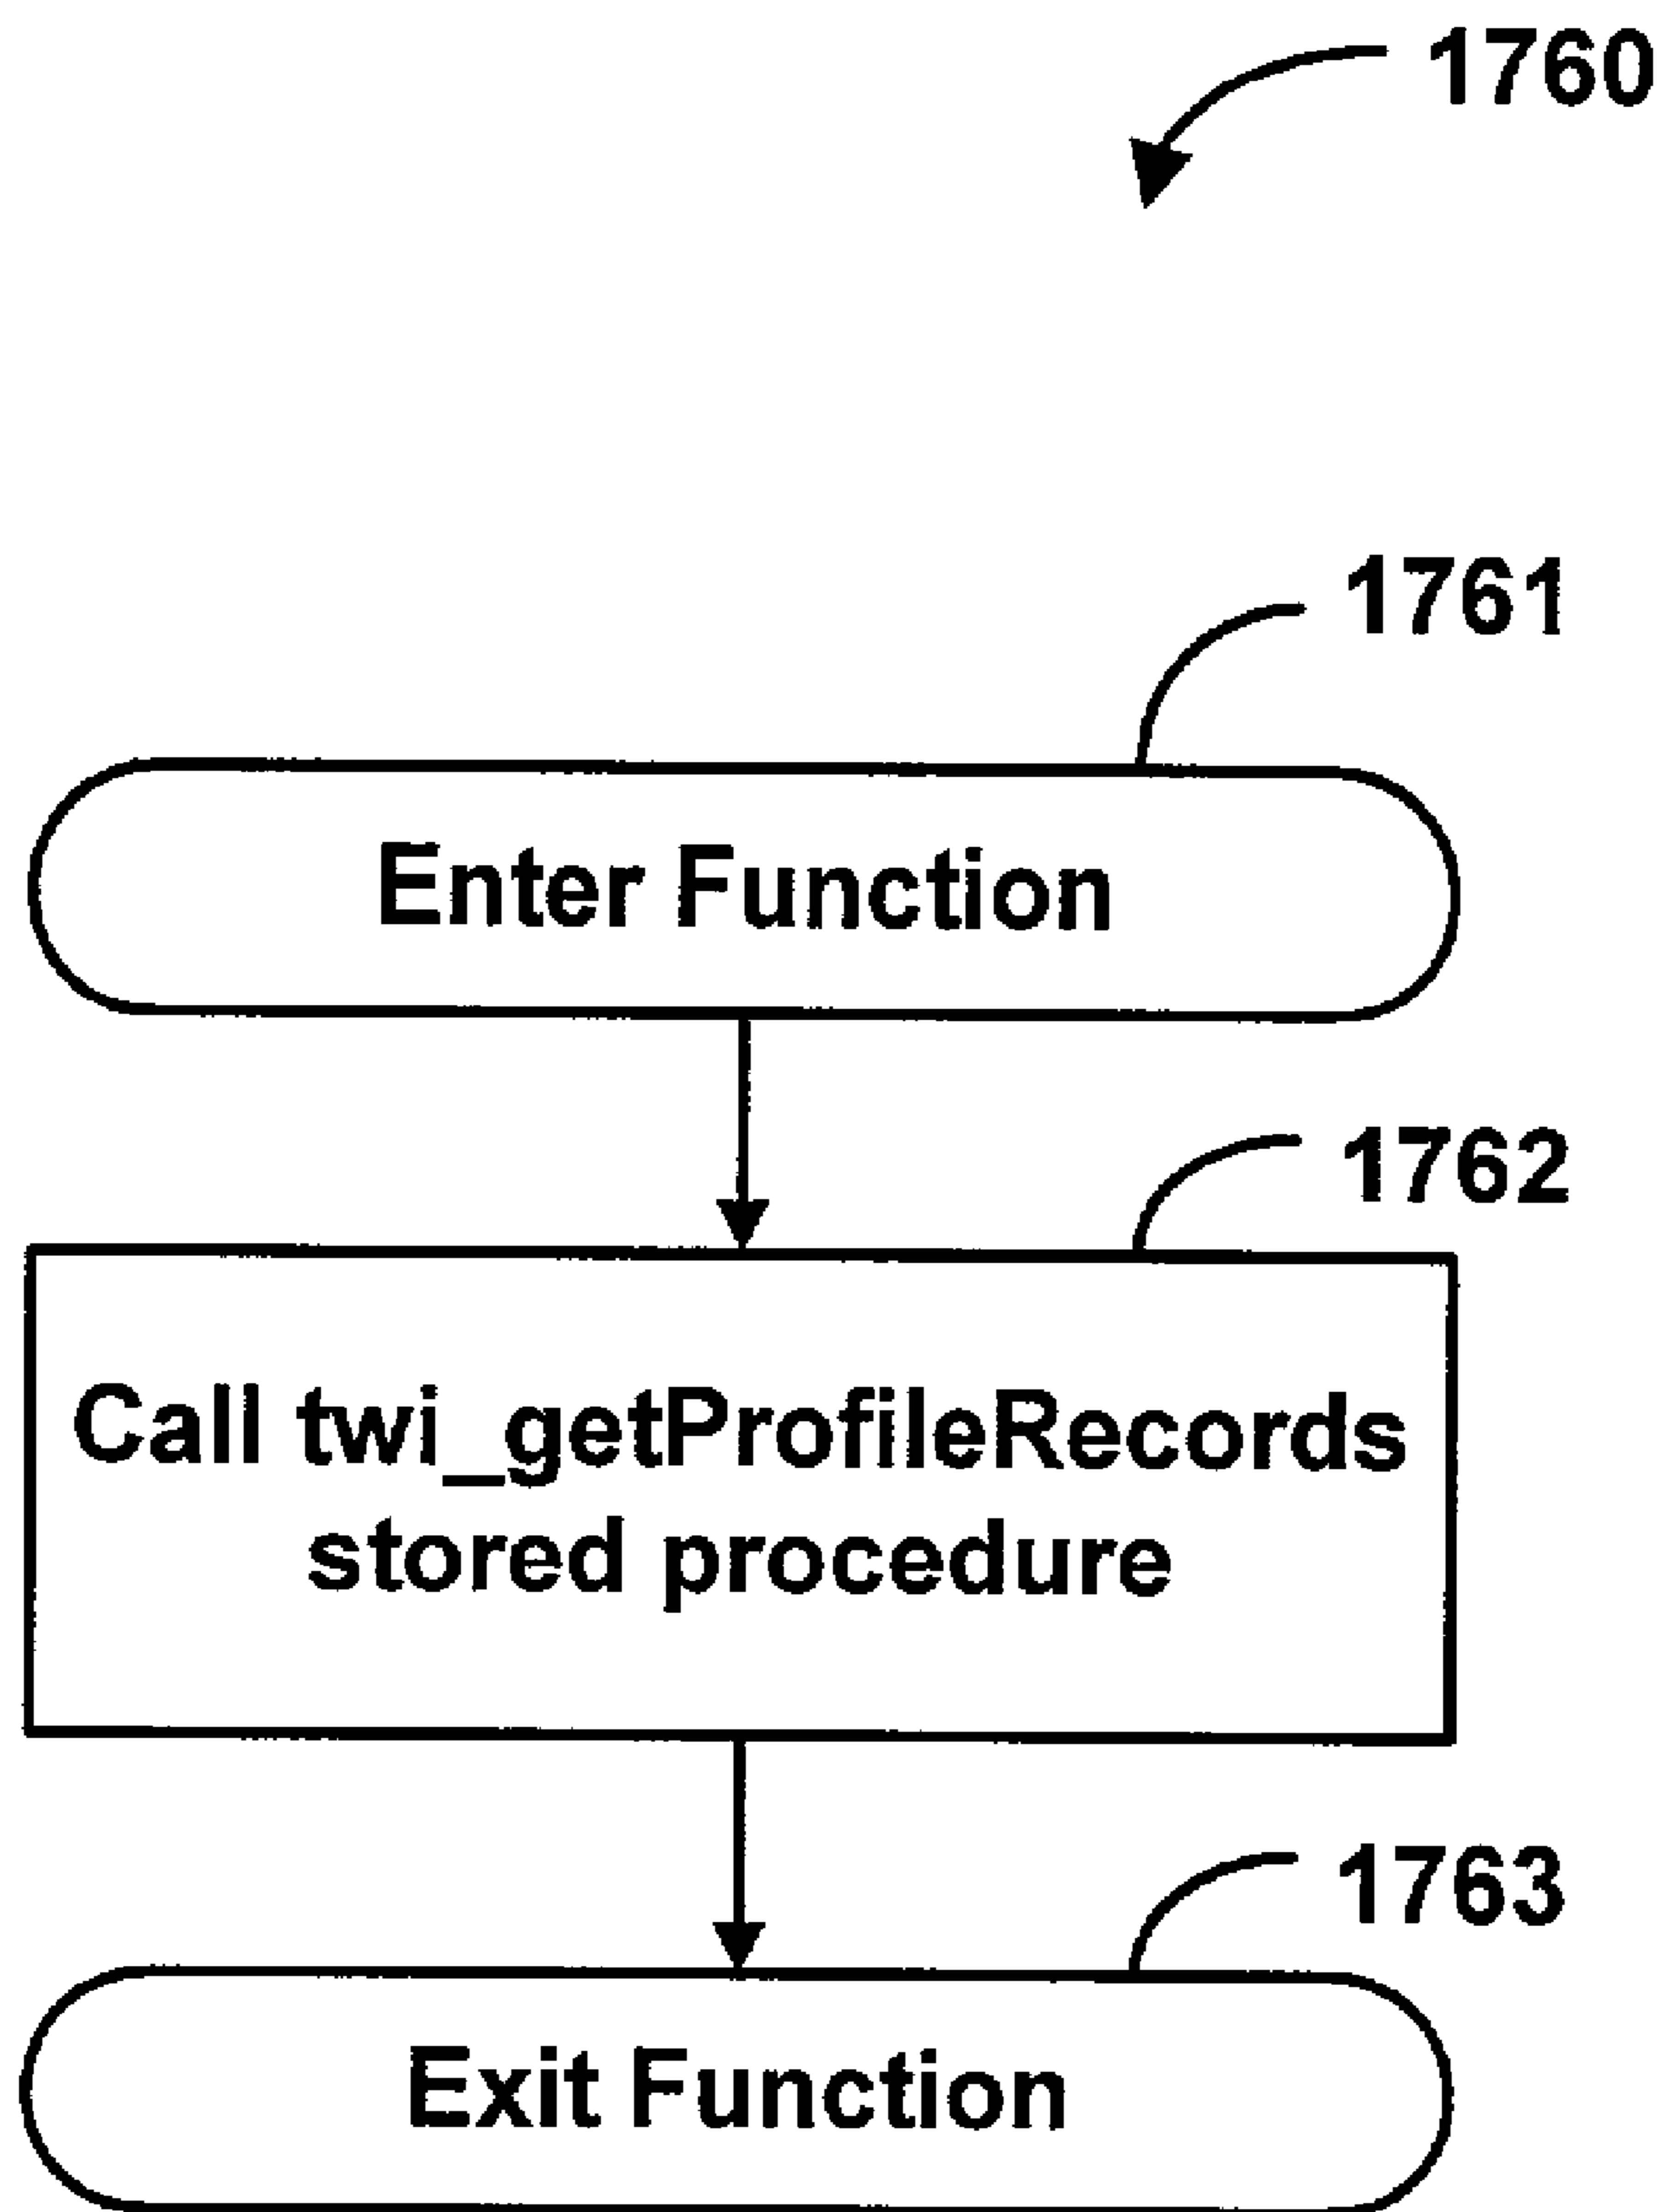 1760
1761
Enter Function
1762
Call twi_getProfileRecords
stored procedure
1763
Exit Function